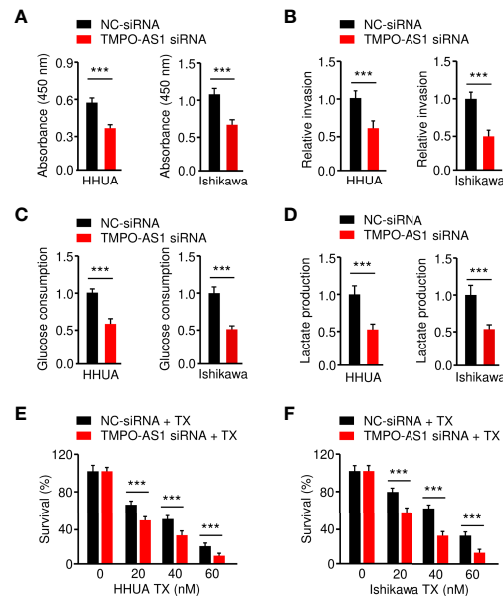 A
NC-siRNA
TMPO-AS1 siRNA
Absorbance (450 nm)
0.9
0.6
0.3
0.0
***
HHUA
Absorbance (450 nm)
1.5
1.0
0.5
0.0
***
Ishikawa
B
NC-siRNA
TMPO-AS1 siRNA
Relative invasion
1.5
1.0
0.5
0.0
***
HHUA
Relative invasion
1.5
1.0
0.5
0.0
***
Ishikawa
C
NC-siRNA
TMPO-AS1 siRNA
Glucose consumption
1.5
1.0
0.5
0.0
***
HHUA
Glucose consumption
1.5
1.0
0.5
0.0
***
Ishikawa
D
NC-siRNA
TMPO-AS1 siRNA
Lactate production
1.5
1.0
0.5
0.0
***
HHUA
Lactate production
1.5
1.0
0.5
0.0
***
Ishikawa
E
NC-siRNA + TX
TMPO-AS1 siRNA + TX
Survival (%)
120
80
40
0
***
***
***
0 20 40 60
HHUA TX (nM)
F
NC-siRNA + TX
TMPO-AS1 siRNA + TX
Survival (%)
120
80
40
0
***
***
***
0 20 40 60
Ishikawa TX (nM)